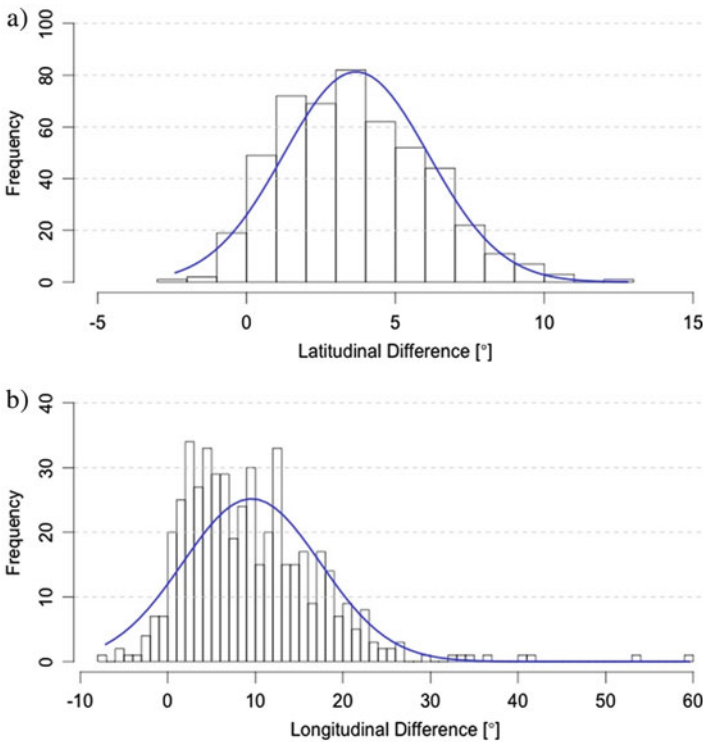 a)
100
80
60
40
20
0
Frequency
-5 0 5 10 15
Latitudinal Difference [°]
b)
40
30
20
10
0
Frequency
-10 0 10 20 30 40 50 60
Longitudinal Difference [°]